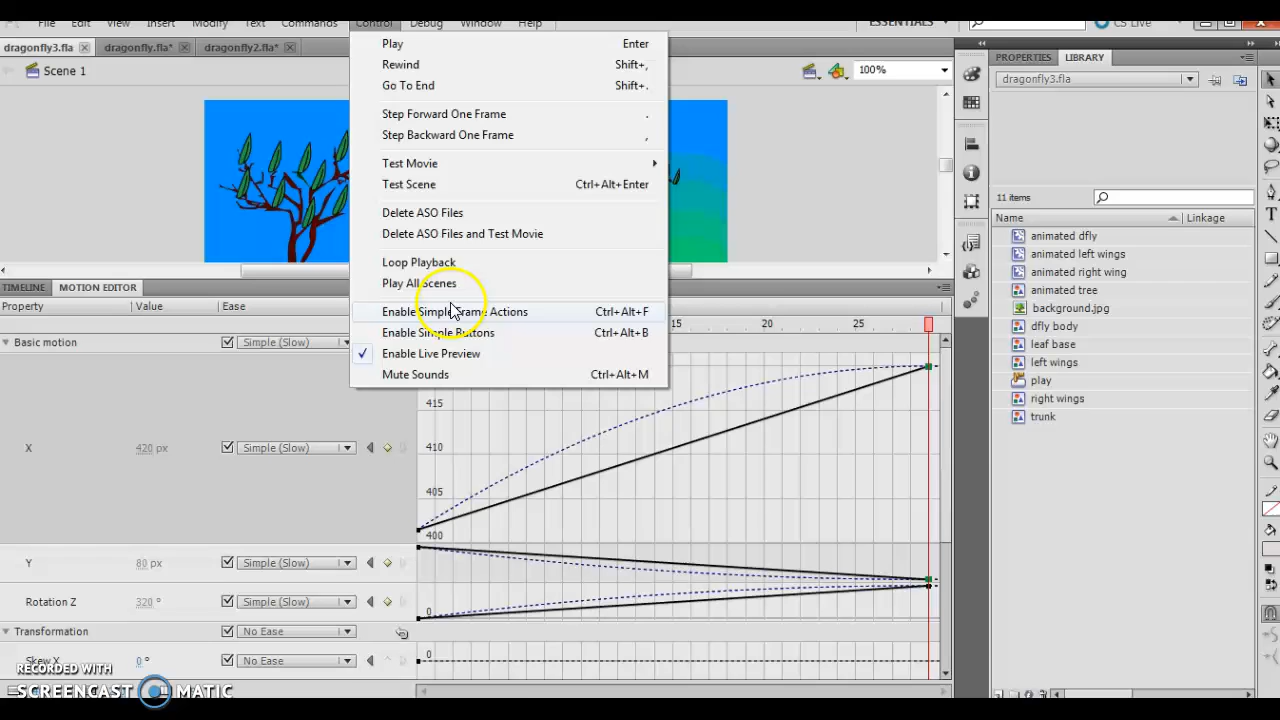 File Edit View Insert Modify Text Commands Control Debug Window Help ESSENTIALS CS Live
dragonfly3.fla dragonfly.fla* dragonfly2.fla*
Scene 1
100%
Play Enter
Rewind Shift+,
Go To End Shift+.
Step Forward One Frame .
Step Backward One Frame ,
Test Movie
Test Scene Ctrl+Alt+Enter
Delete ASO Files
Delete ASO Files and Test Movie
Loop Playback
Play All Scenes
Enable Simple Frame Actions Ctrl+Alt+F
Enable Simple Buttons Ctrl+Alt+B
Enable Live Preview
Mute Sounds Ctrl+Alt+M
TIMELINE MOTION EDITOR
Property Value Ease
15 20 25
Basic motion Simple (Slow)
415
410
405
400
X 420 px Simple (Slow)
Y 80 px Simple (Slow)
Rotation Z 320 ° Simple (Slow)
0
Transformation No Ease
Skew X 0 ° No Ease
0
PROPERTIES LIBRARY
dragonfly3.fla
11 items
Name Linkage
animated dfly
animated left wings
animated right wing
animated tree
background.jpg
dfly body
leaf base
left wings
play
right wings
trunk
RECORDED WITH
SCREENCAST MATIC